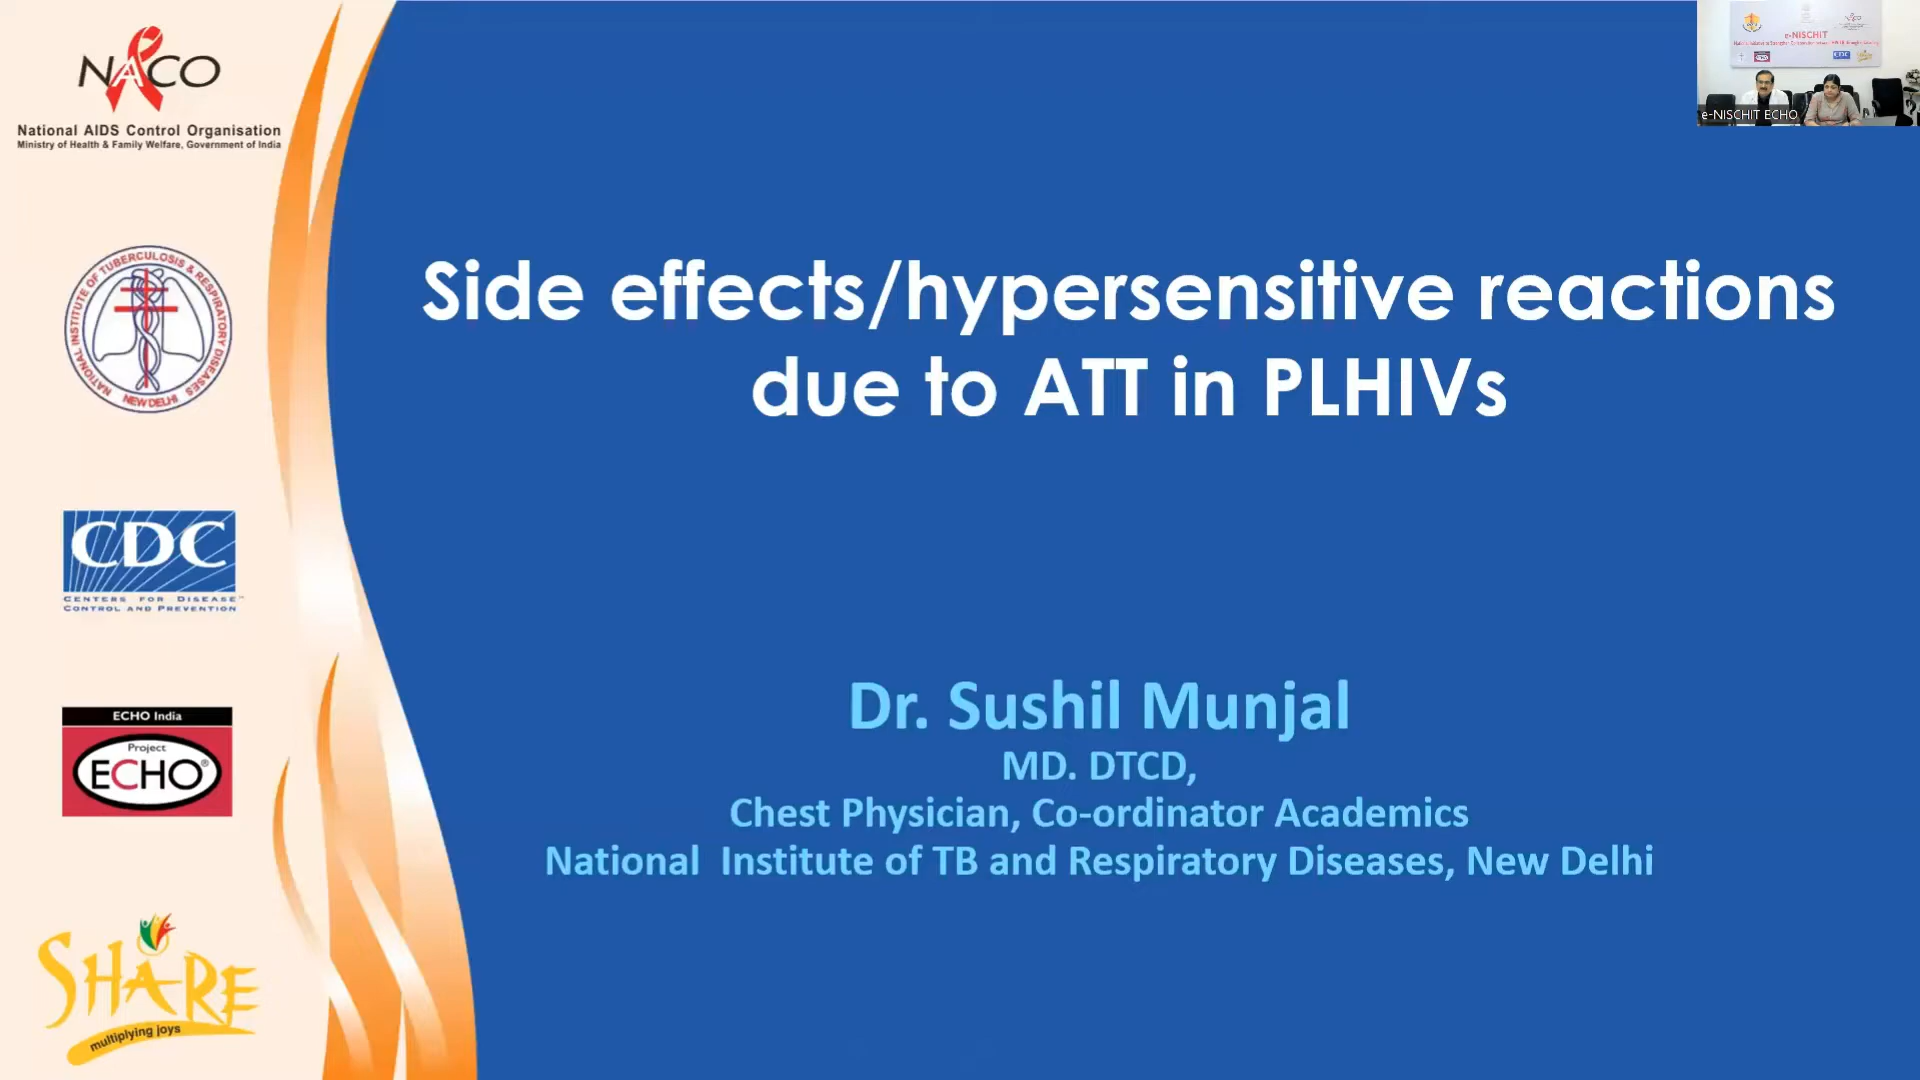 NACO
National AIDS Control Organisation
Ministry of Health & Family Welfare, Government of India
NATIONAL INSTITUTE OF TUBERCULOSIS & RESPIRATORY DISEASES
NEW DELHI
CDC
CENTERS FOR DISEASE™
CONTROL AND PREVENTION
ECHO India
Project
ECHO®
SHARE
multiplying joys
Side effects/hypersensitive reactions
due to ATT in PLHIVs
Dr. Sushil Munjal
MD. DTCD,
Chest Physician, Co-ordinator Academics
National Institute of TB and Respiratory Diseases, New Delhi
e-NISCHIT
CDC
e-NISCHIT ECHO